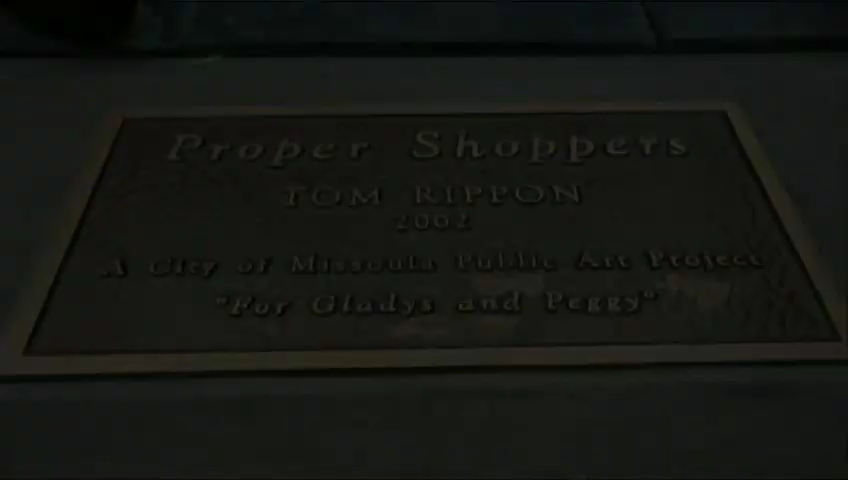 Proper Shoppers
TOM RIPPON
2002
A City of Missoula Public Art Project
"For Gladys and Peggy"